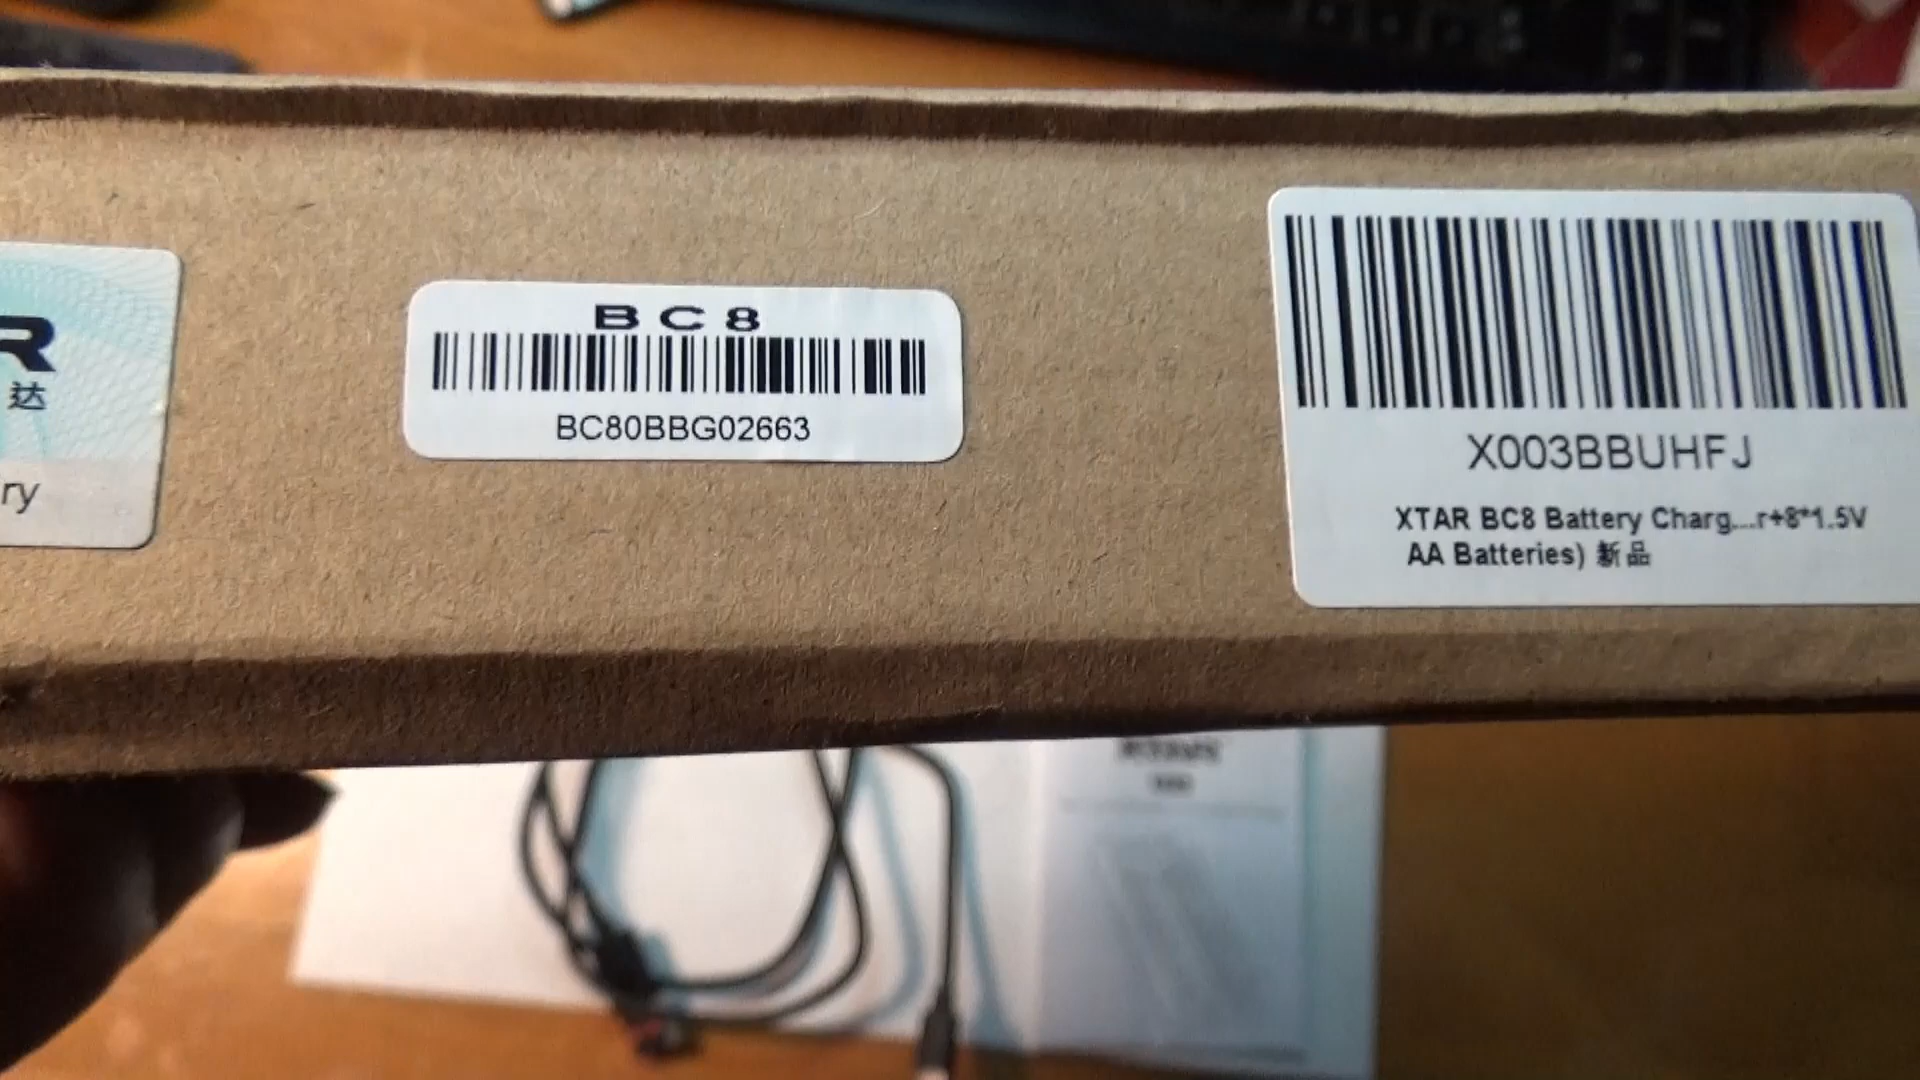 R
达
ry
BC8
BC80BBG02663
X003BBUHFJ
XTAR BC8 Battery Charg....r+8*1.5V
AA Batteries) 新品